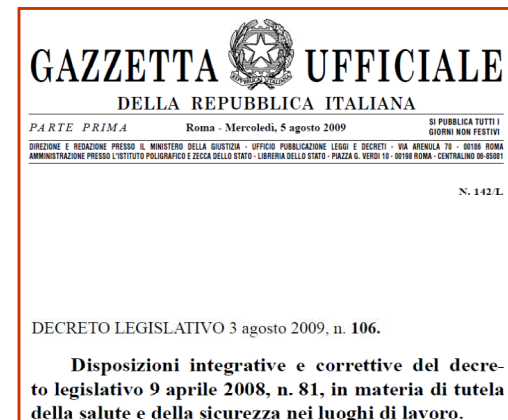 GAZZETTA UFFICIALE
DELLA REPUBBLICA ITALIANA
PARTE PRIMA
Roma - Mercoledì, 5 agosto 2009
SI PUBBLICA TUTTI I
GIORNI NON FESTIVI
DIREZIONE E REDAZIONE PRESSO IL MINISTERO DELLA GIUSTIZIA - UFFICIO PUBBLICAZIONE LEGGI E DECRETI - VIA ARENULA 70 - 00186 ROMA
AMMINISTRAZIONE PRESSO L'ISTITUTO POLIGRAFICO E ZECCA DELLO STATO - LIBRERIA DELLO STATO - PIAZZA G. VERDI 10 - 00198 ROMA - CENTRALINO 06-85081
N. 142/L
DECRETO LEGISLATIVO 3 agosto 2009, n. 106.
Disposizioni integrative e correttive del decre-
to legislativo 9 aprile 2008, n. 81, in materia di tutela
della salute e della sicurezza nei luoghi di lavoro.